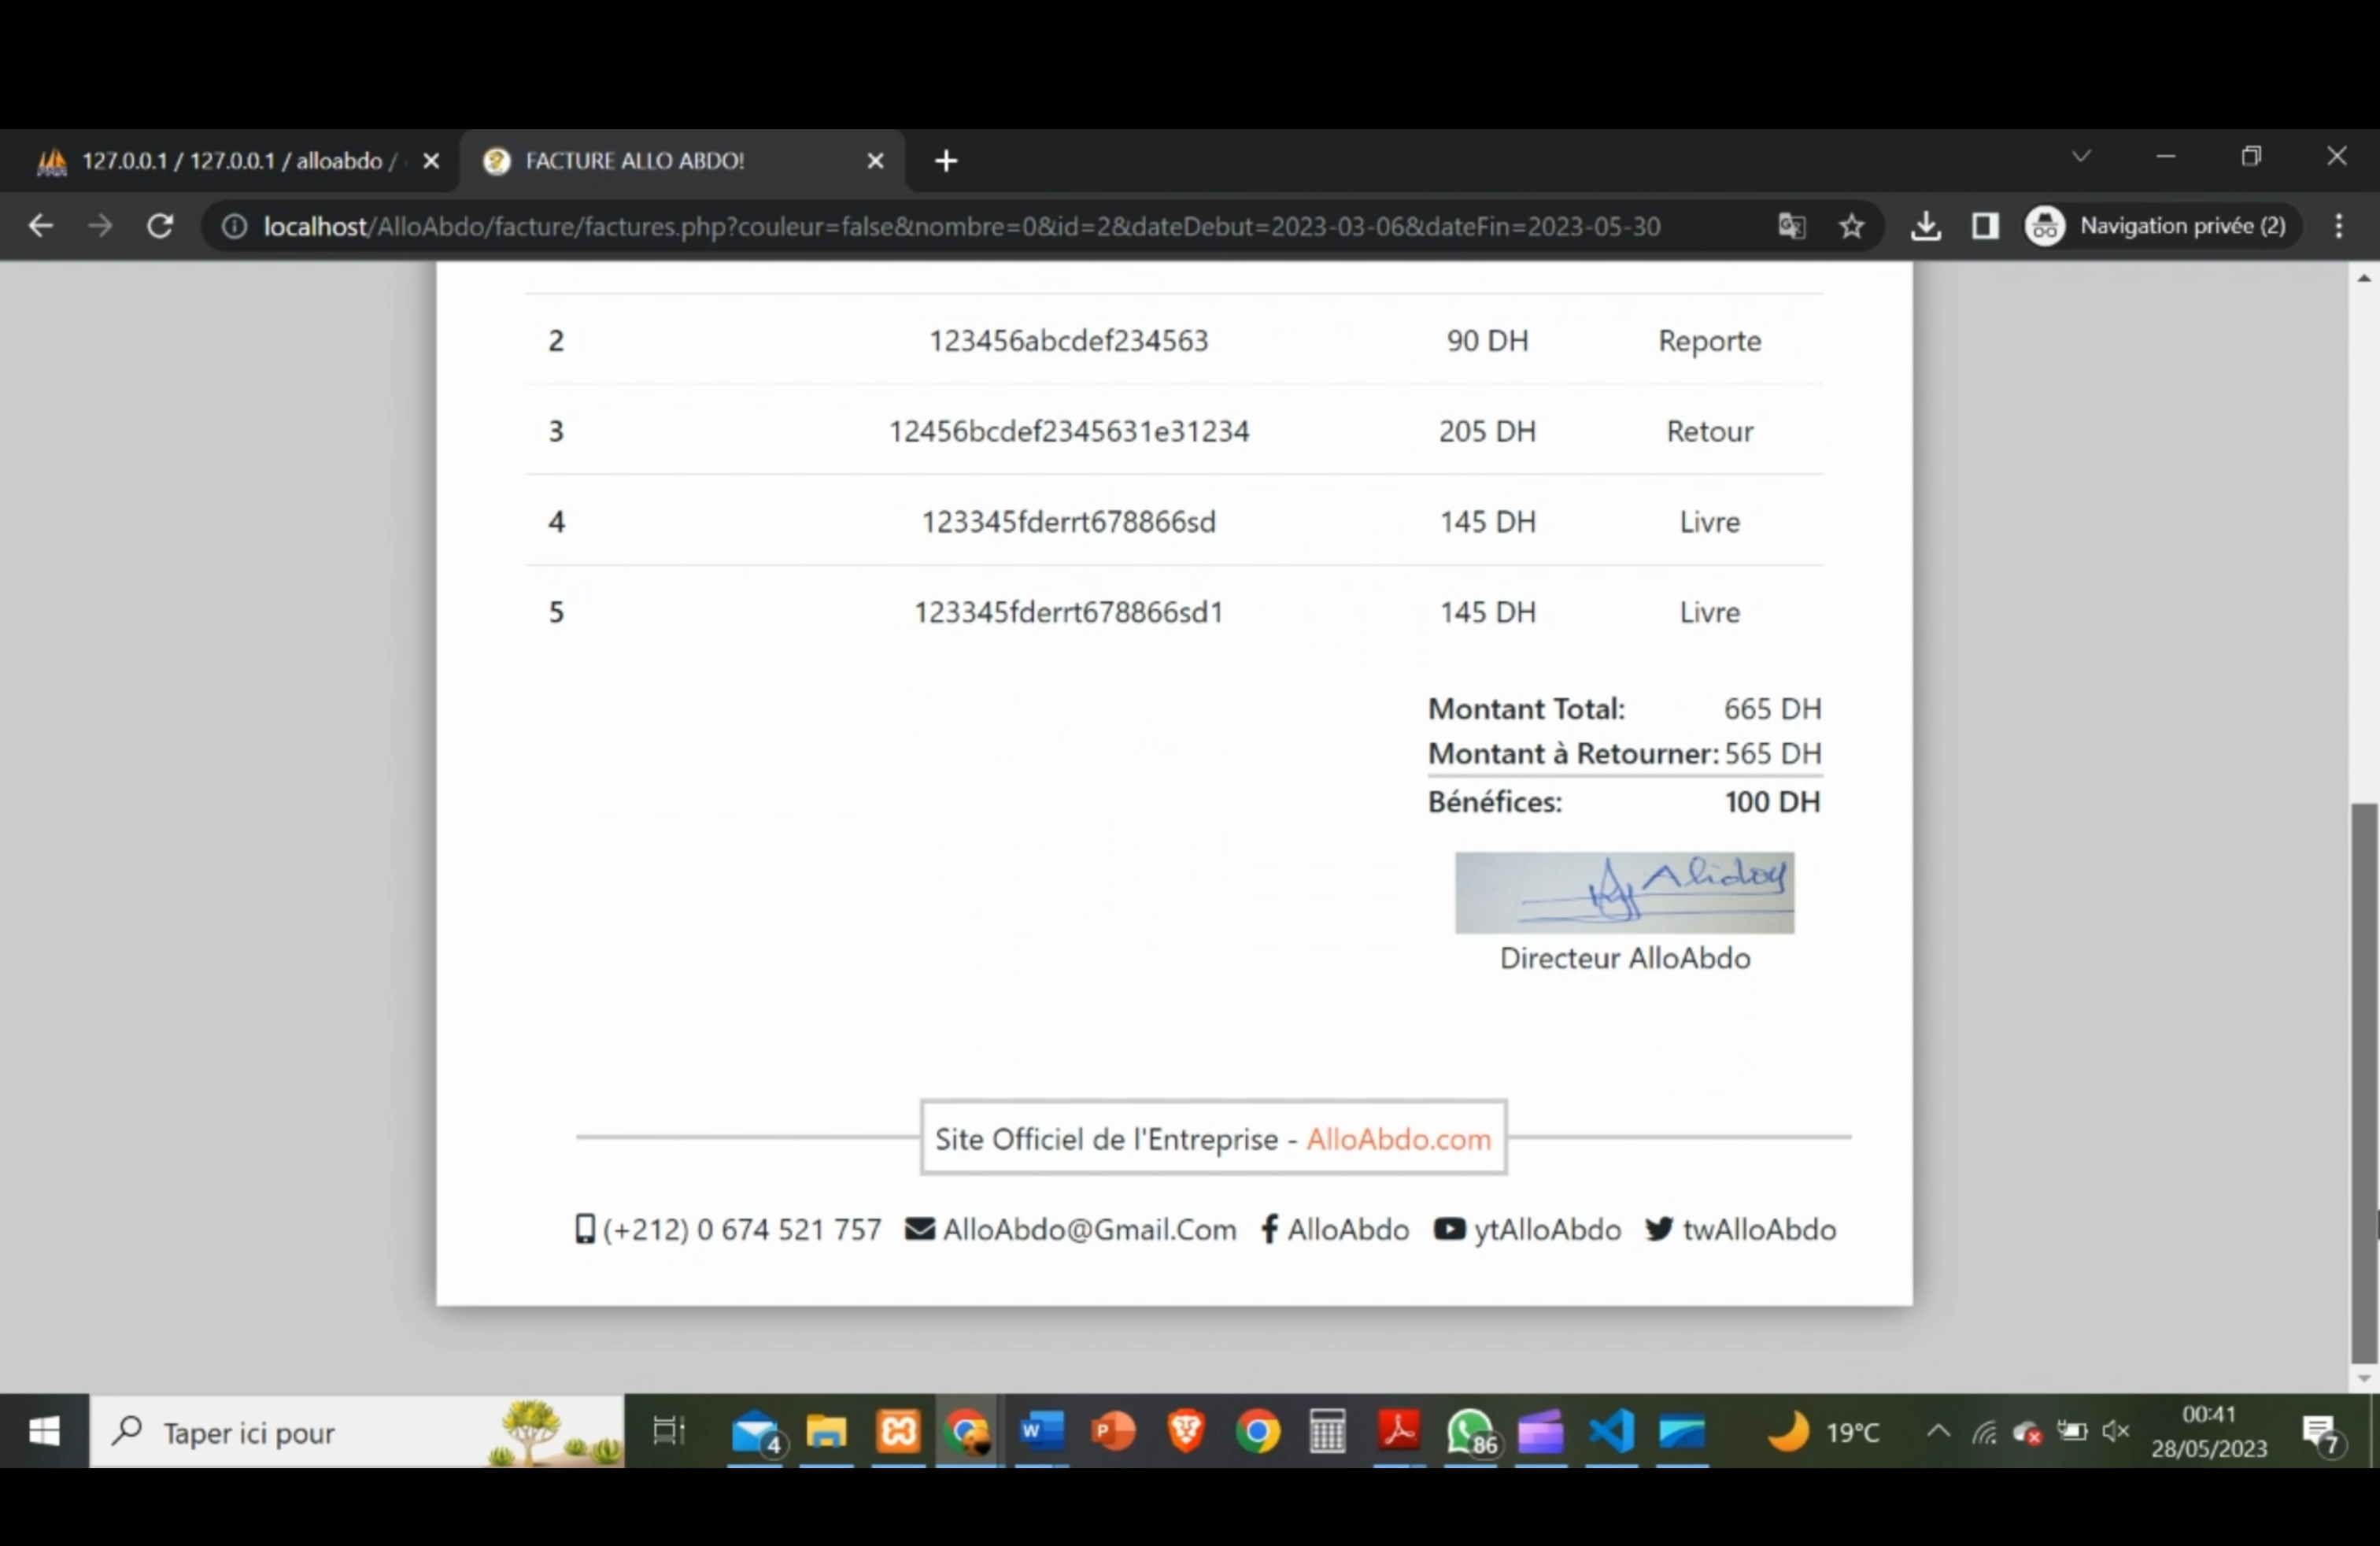 127.0.0.1 / 127.0.0.1 / alloabdo /
FACTURE ALLO ABDO!
localhost/AlloAbdo/facture/factures.php?couleur=false&nombre=0&id=2&dateDebut=2023-03-06&dateFin=2023-05-30
Navigation privée (2)
2 123456abcdef234563 90 DH Reporte
3 12456bcdef2345631e31234 205 DH Retour
4 123345fderrt678866sd 145 DH Livre
5 123345fderrt678866sd1 145 DH Livre
Montant Total: 665 DH
Montant à Retourner: 565 DH
Bénéfices: 100 DH
Directeur AlloAbdo
Site Officiel de l'Entreprise - AlloAbdo.com
(+212) 0 674 521 757 AlloAbdo@Gmail.Com AlloAbdo ytAlloAbdo twAlloAbdo
Taper ici pour
4
86
19°C
00:41
28/05/2023
7